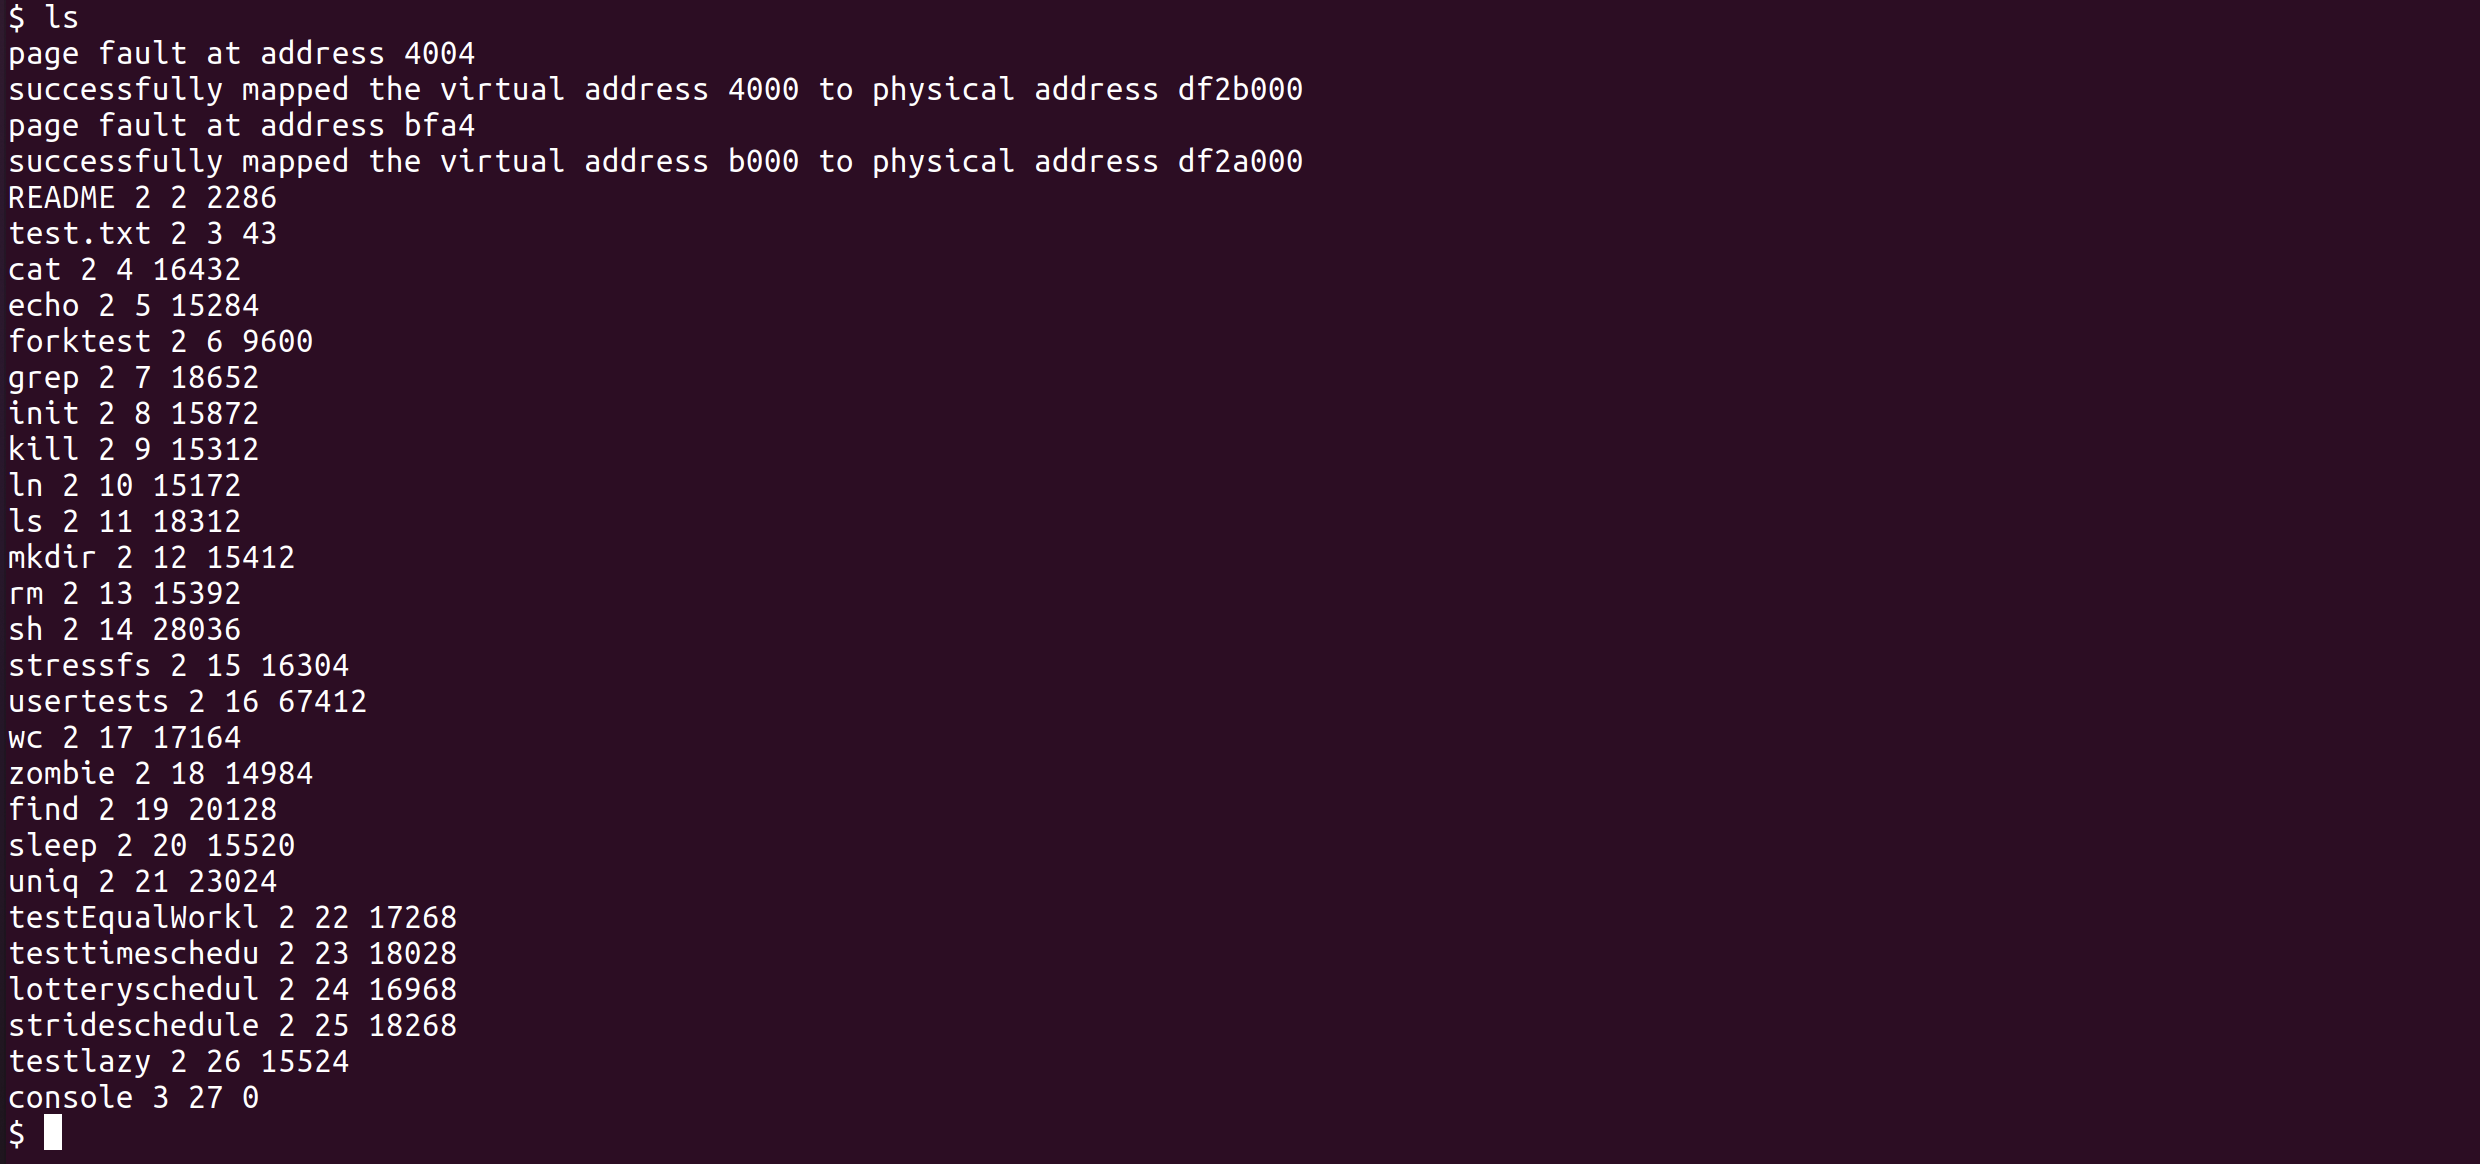 $ ls
page fault at address 4004
successfully mapped the virtual address 4000 to physical address df2b000
page fault at address bfa4
successfully mapped the virtual address b000 to physical address df2a000
README 2 2 2286
test.txt 2 3 43
cat 2 4 16432
echo 2 5 15284
forktest 2 6 9600
grep 2 7 18652
init 2 8 15872
kill 2 9 15312
ln 2 10 15172
ls 2 11 18312
mkdir 2 12 15412
rm 2 13 15392
sh 2 14 28036
stressfs 2 15 16304
usertests 2 16 67412
wc 2 17 17164
zombie 2 18 14984
find 2 19 20128
sleep 2 20 15520
uniq 2 21 23024
testEqualWorkl 2 22 17268
testtimeschedu 2 23 18028
lotteryschedul 2 24 16968
strideschedule 2 25 18268
testlazy 2 26 15524
console 3 27 0
$